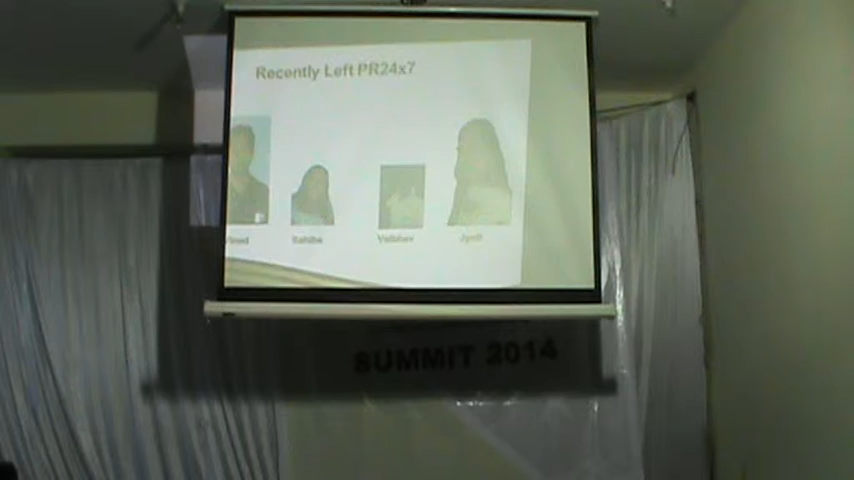 Recently Left PR24x7
Sahiba Vaibhav Jyoti
SUMMIT 2014